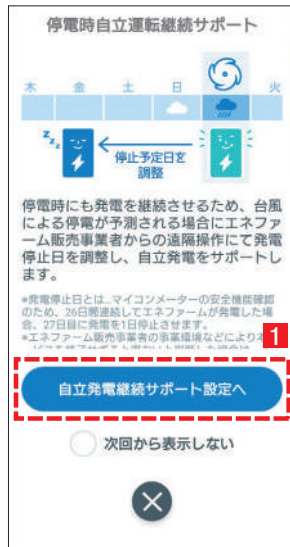 停電時自立運転継続サポート
木 金 土 日 火
z z z
停止予定日を
調整
停電時にも発電を継続させるため、台風
による停電が予測される場合にエネファ
ーム販売事業者からの遠隔操作にて発電
停止日を調整し、自立発電をサポートし
ます。
*発電停止日とは…マイコンメーターの安全機能確認
のため、26日間連続してエネファームが発電した場
合、27日目に発電を1日停止させます。
*エネファーム販売事業者の事業環境などにより本
1
自立発電継続サポート設定へ
次回から表示しない